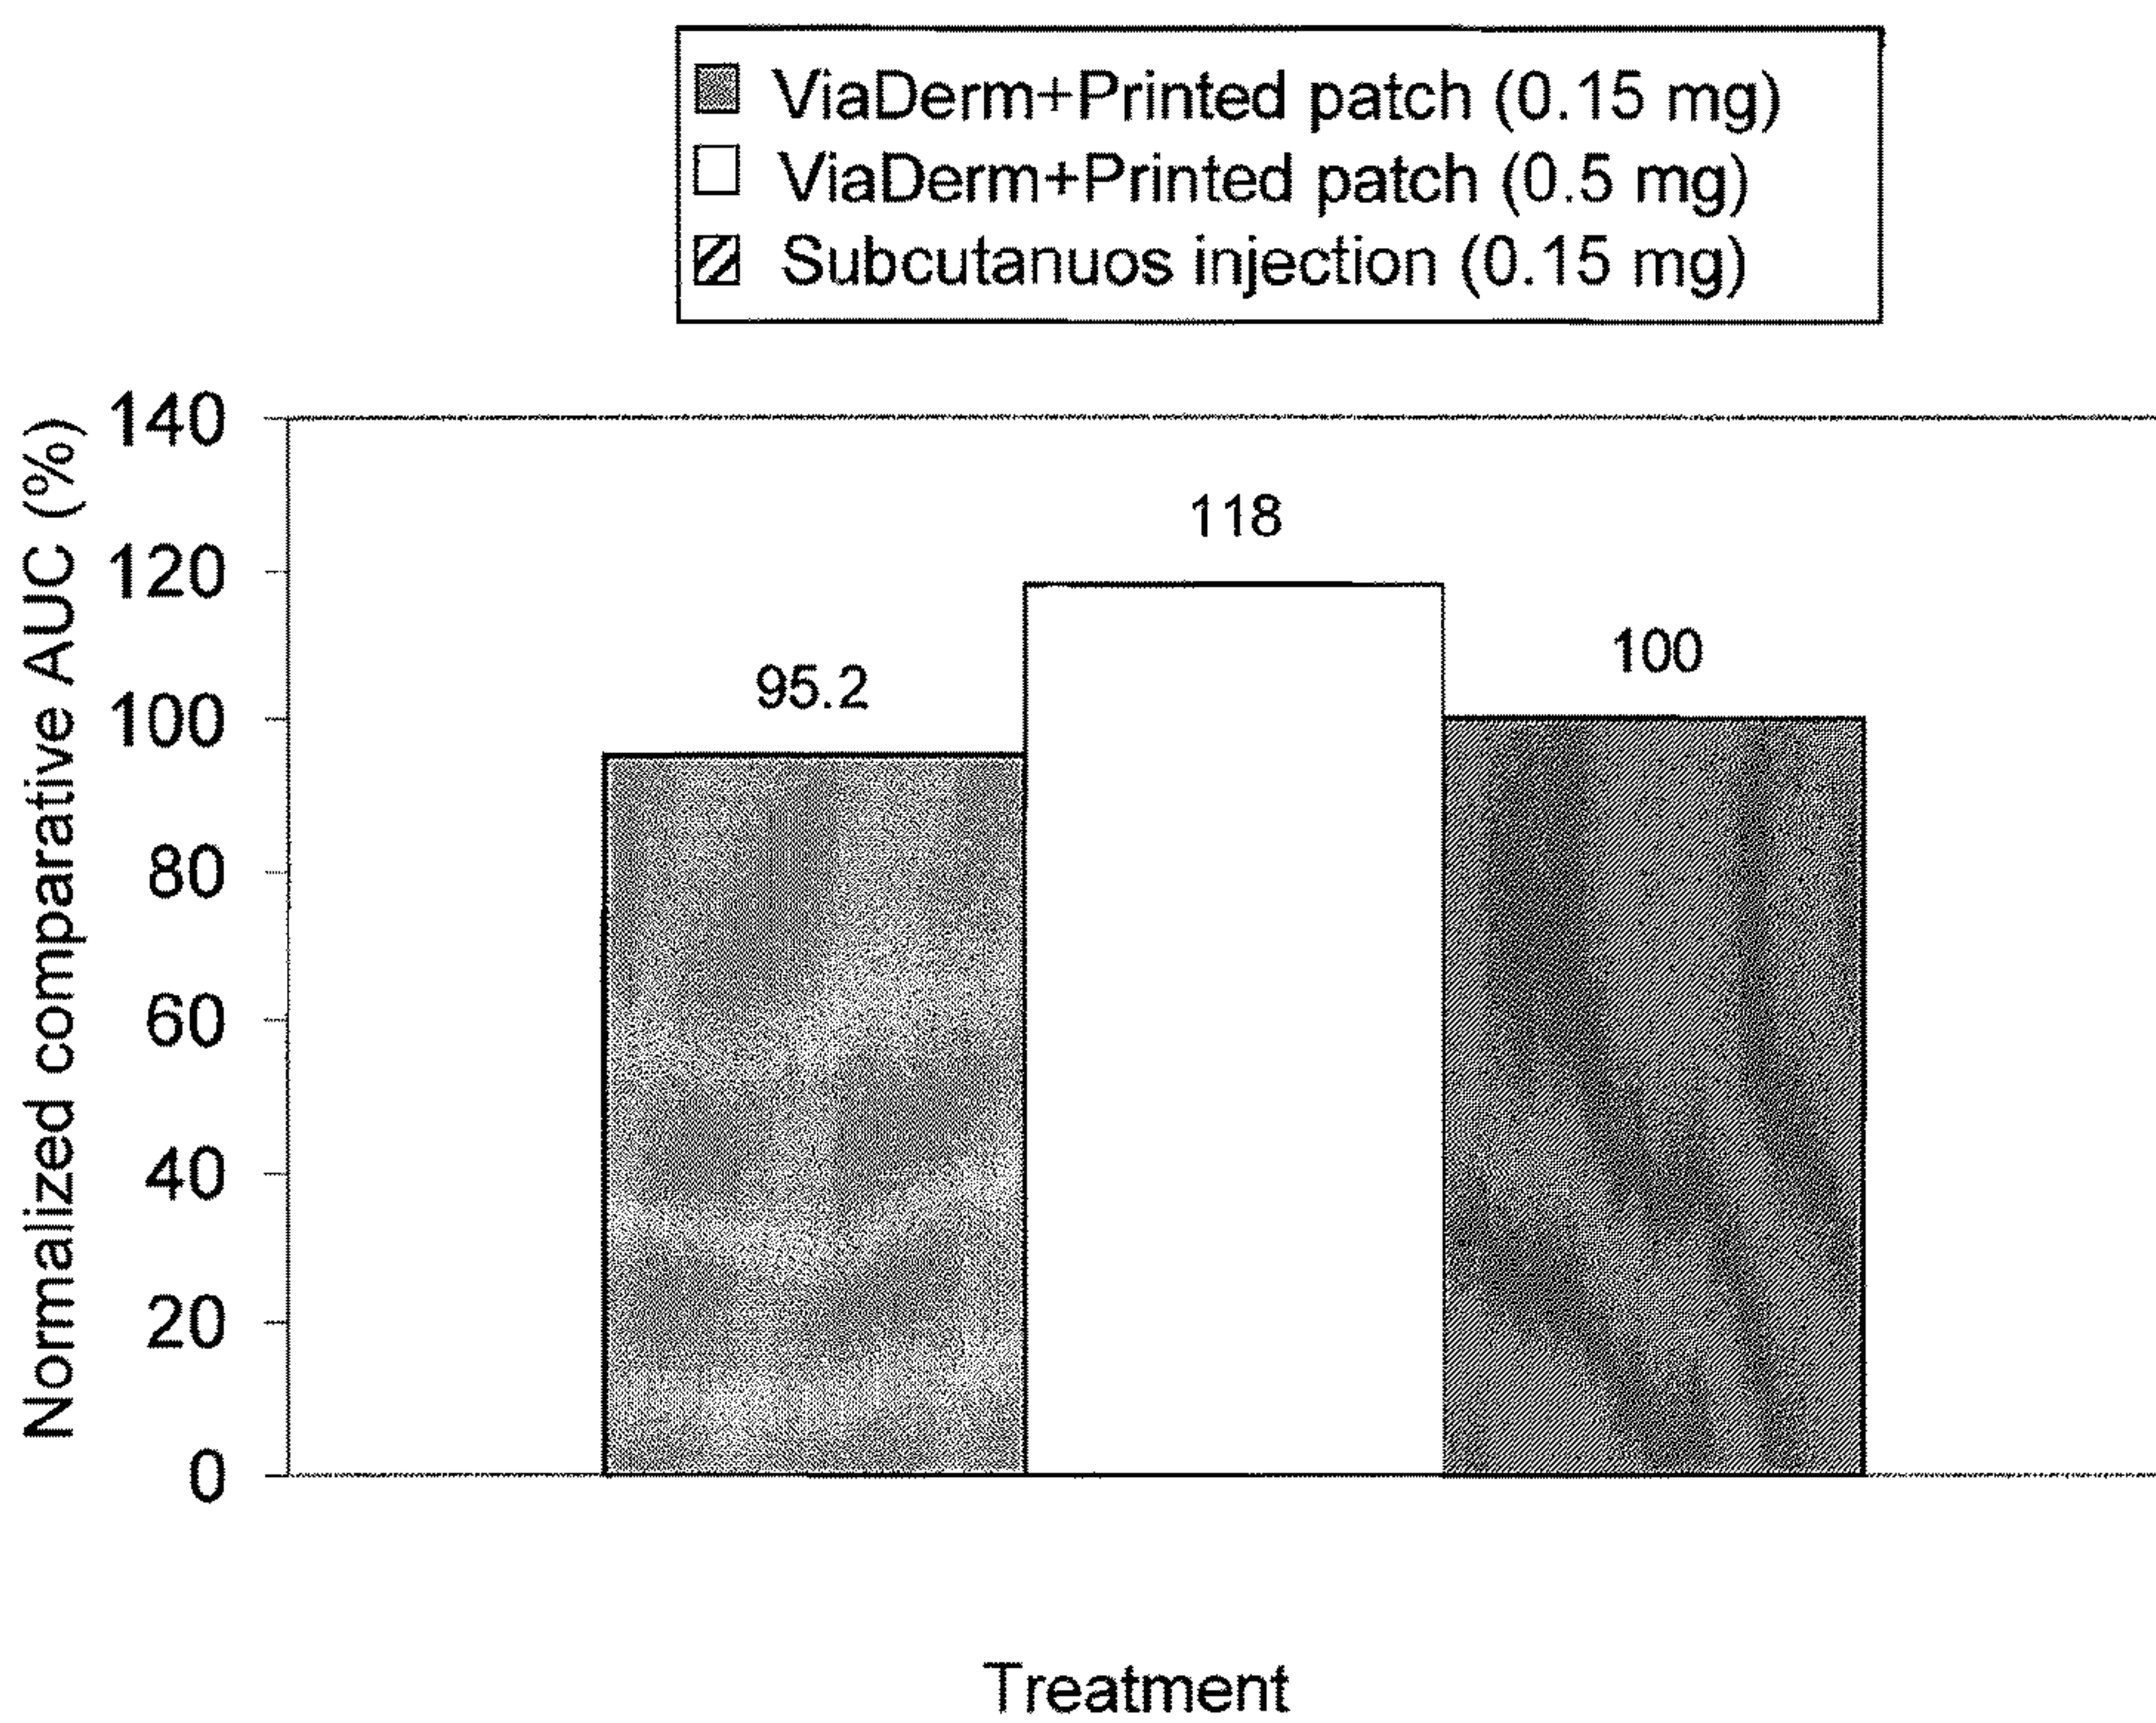 ViaDerm+Printed patch (0.15 mg)
ViaDerm+Printed patch (0.5 mg)
Subcutanuos injection (0.15 mg)
Normalized comparative AUC (%)
140
120
100
80
60
40
20
0
95.2
118
100
Treatment